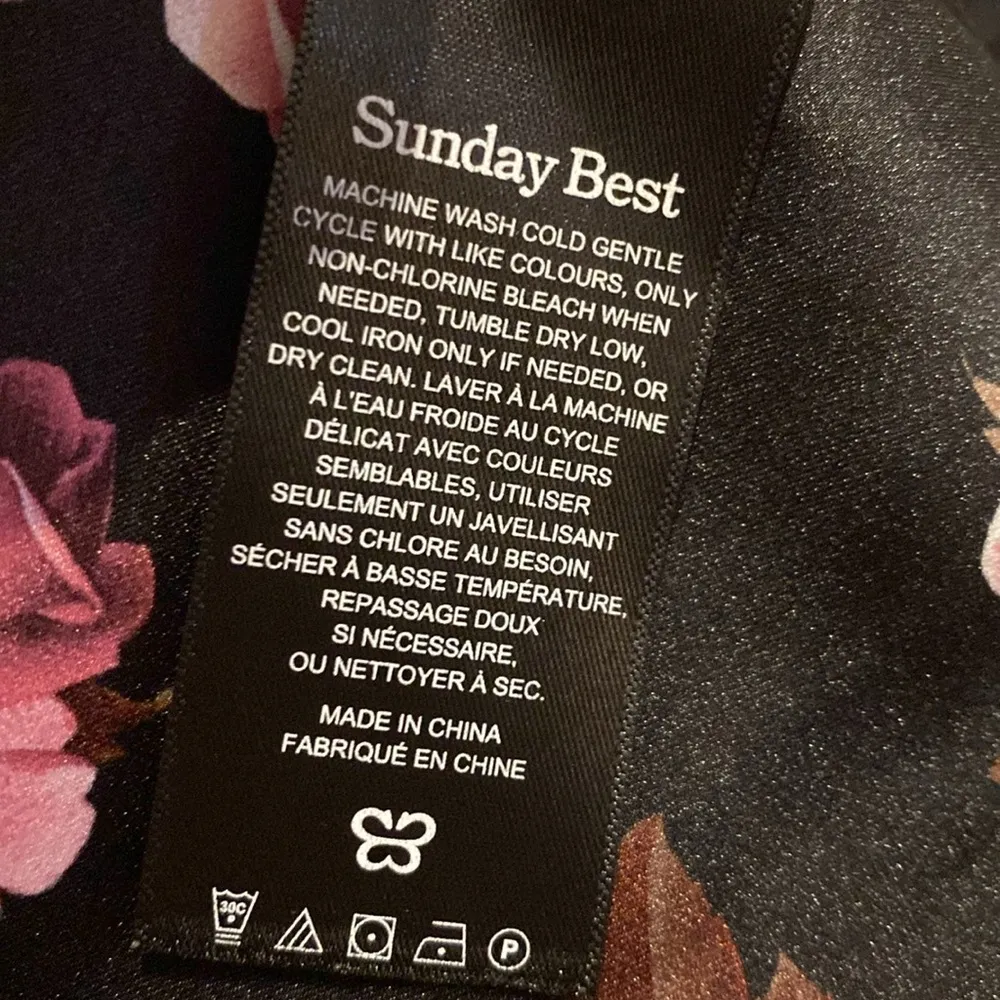 Sunday Best
MACHINE WASH COLD GENTLE
CYCLE WITH LIKE COLOURS, ONLY
NON-CHLORINE BLEACH WHEN
NEEDED, TUMBLE DRY LOW,
COOL IRON ONLY IF NEEDED, OR
DRY CLEAN. LAVER À LA MACHINE
À L'EAU FROIDE AU CYCLE
DÉLICAT AVEC COULEURS
SEMBLABLES, UTILISER
SEULEMENT UN JAVELLISANT
SANS CHLORE AU BESOIN,
SÉCHER À BASSE TEMPÉRATURE,
REPASSAGE DOUX
SI NÉCESSAIRE,
OU NETTOYER À SEC.
MADE IN CHINA
FABRIQUÉ EN CHINE
30C P